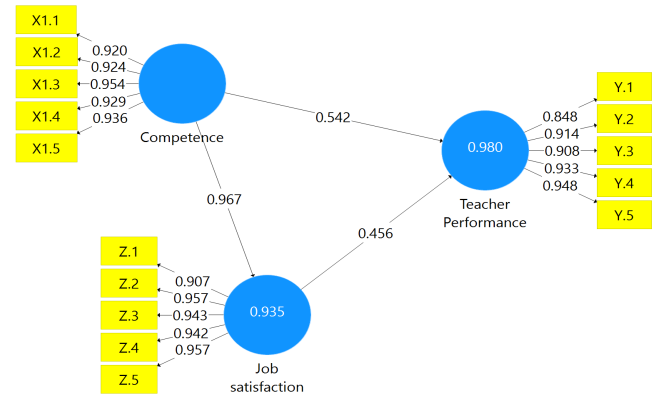 X1.1
X1.2
X1.3
X1.4
X1.5
0.920
0.924
0.954
0.929
0.936
Competence
0.542
0.967
0.456
0.980
Teacher
Performance
0.848
0.914
0.908
0.933
0.948
Y.1
Y.2
Y.3
Y.4
Y.5
Z.1
Z.2
Z.3
Z.4
Z.5
0.907
0.957
0.943
0.942
0.957
0.935
Job
satisfaction